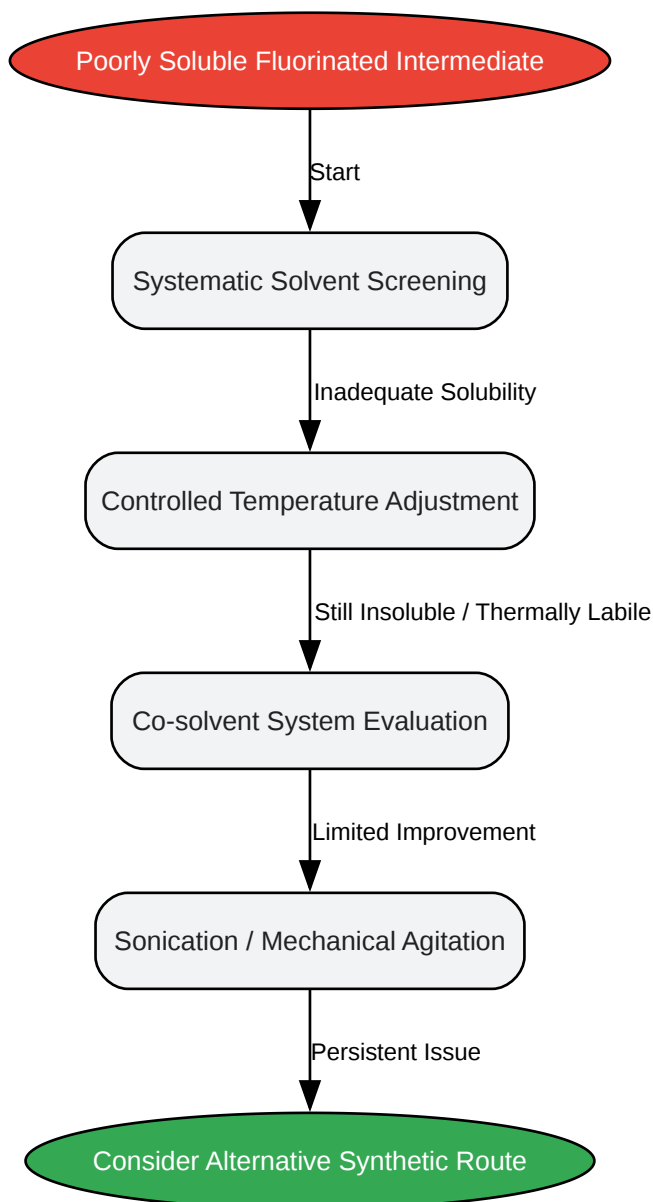 Poorly Soluble Fluorinated Intermediate
Start
Systematic Solvent Screening
Inadequate Solubility
Controlled Temperature Adjustment
Still Insoluble / Thermally Labile
Co-solvent System Evaluation
Limited Improvement
Sonication / Mechanical Agitation
Persistent Issue
Consider Alternative Synthetic Route